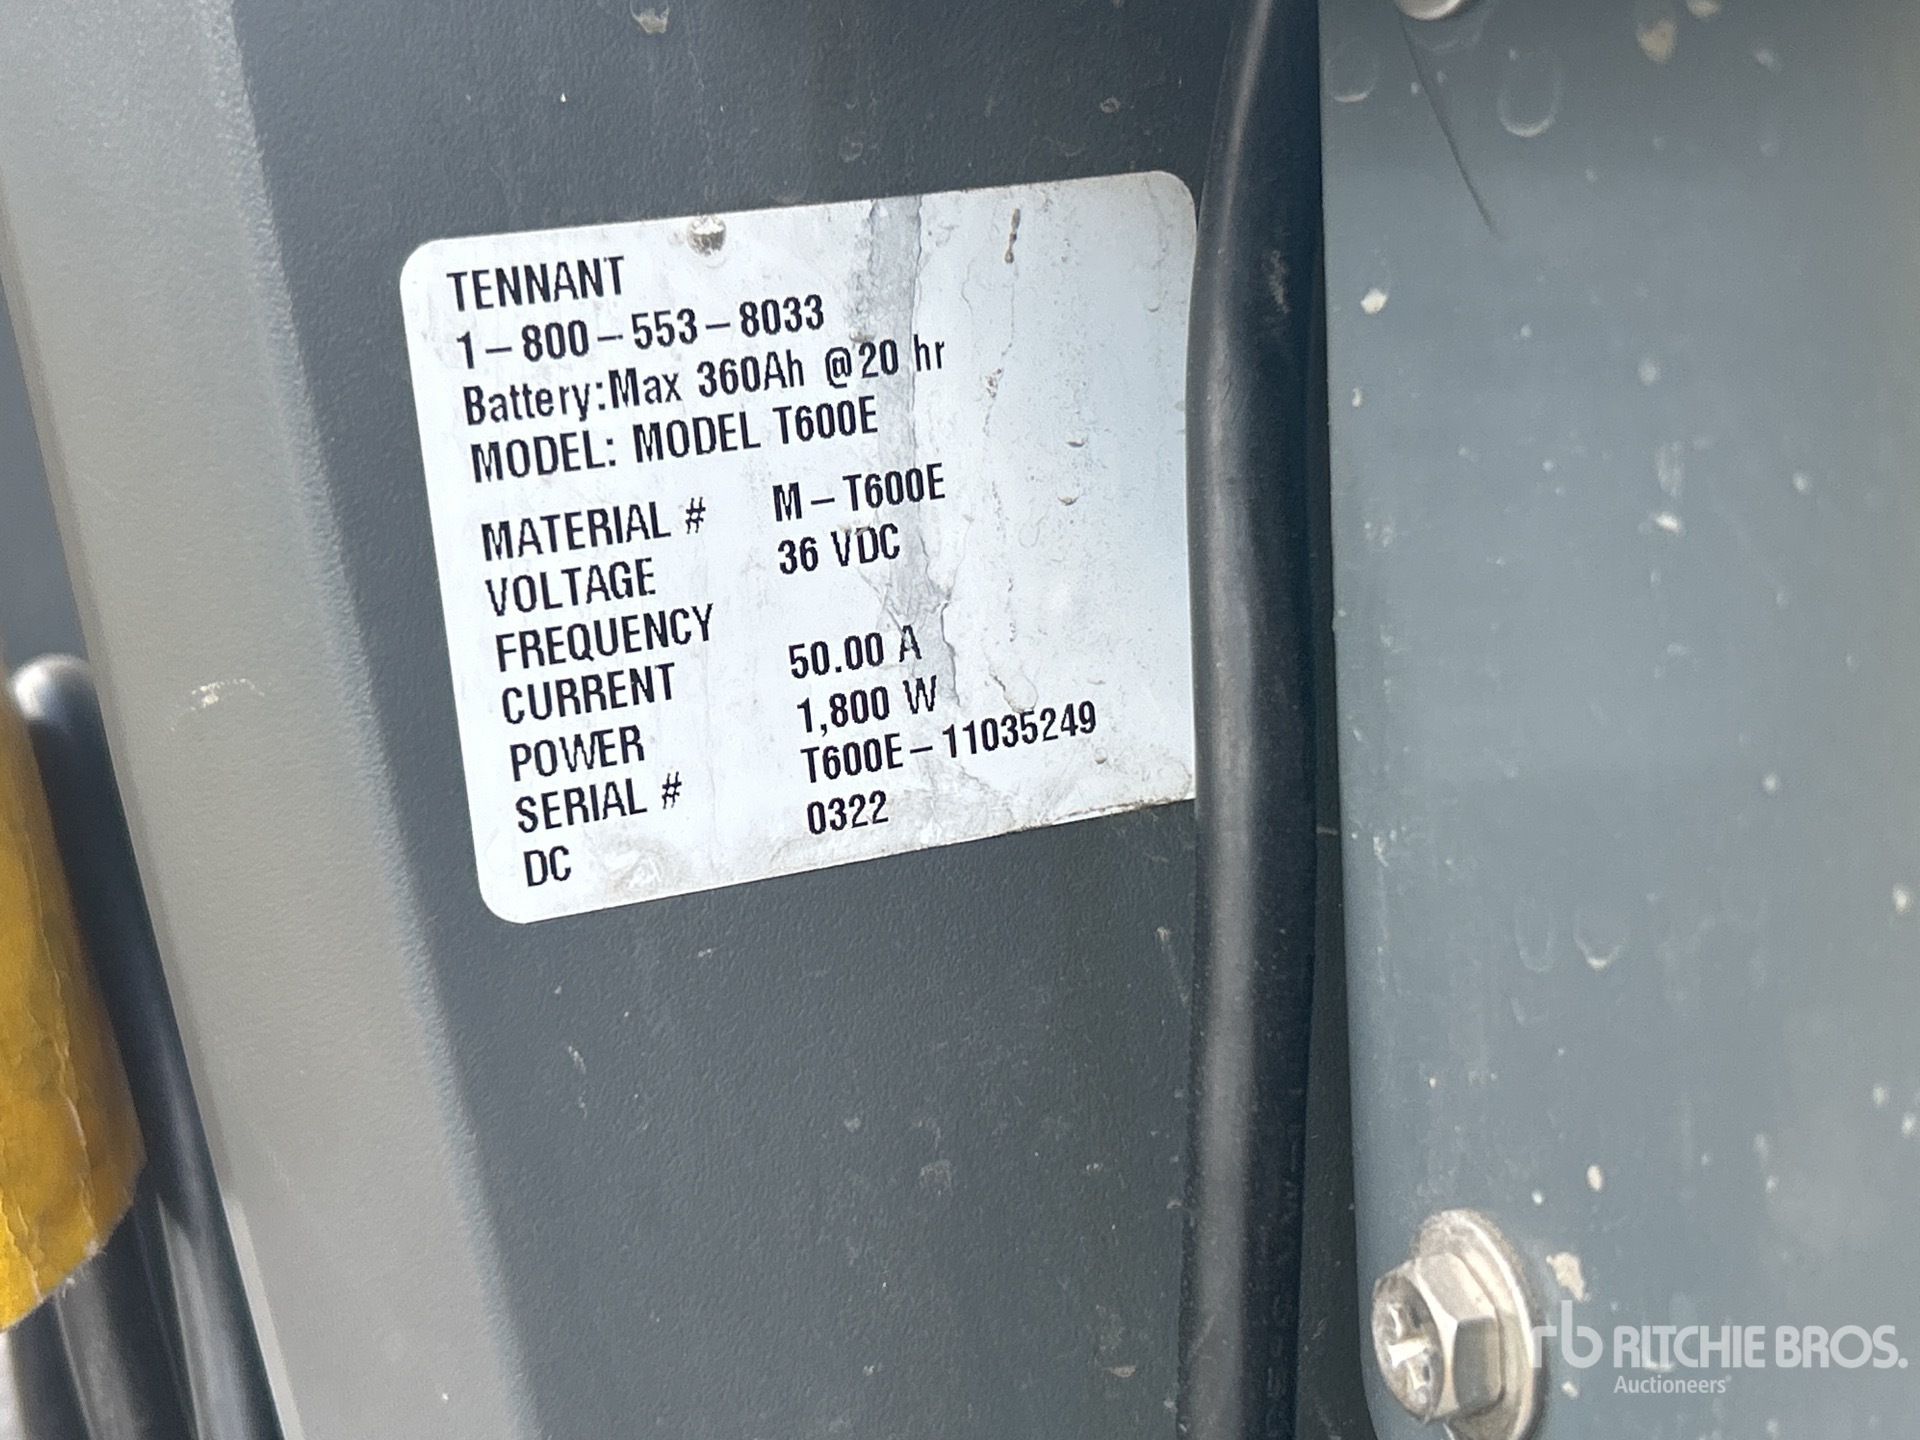 TENNANT
1-800-553-8033
Battery:Max 360Ah @20 hr
MODEL: MODEL T600E
MATERIAL # M-T600E
VOLTAGE 36 VDC
FREQUENCY
CURRENT 50.00 A
POWER 1,800 W
SERIAL # T600E-11035249
DC 0322
rb RITCHIE BROS.
Auctioneers